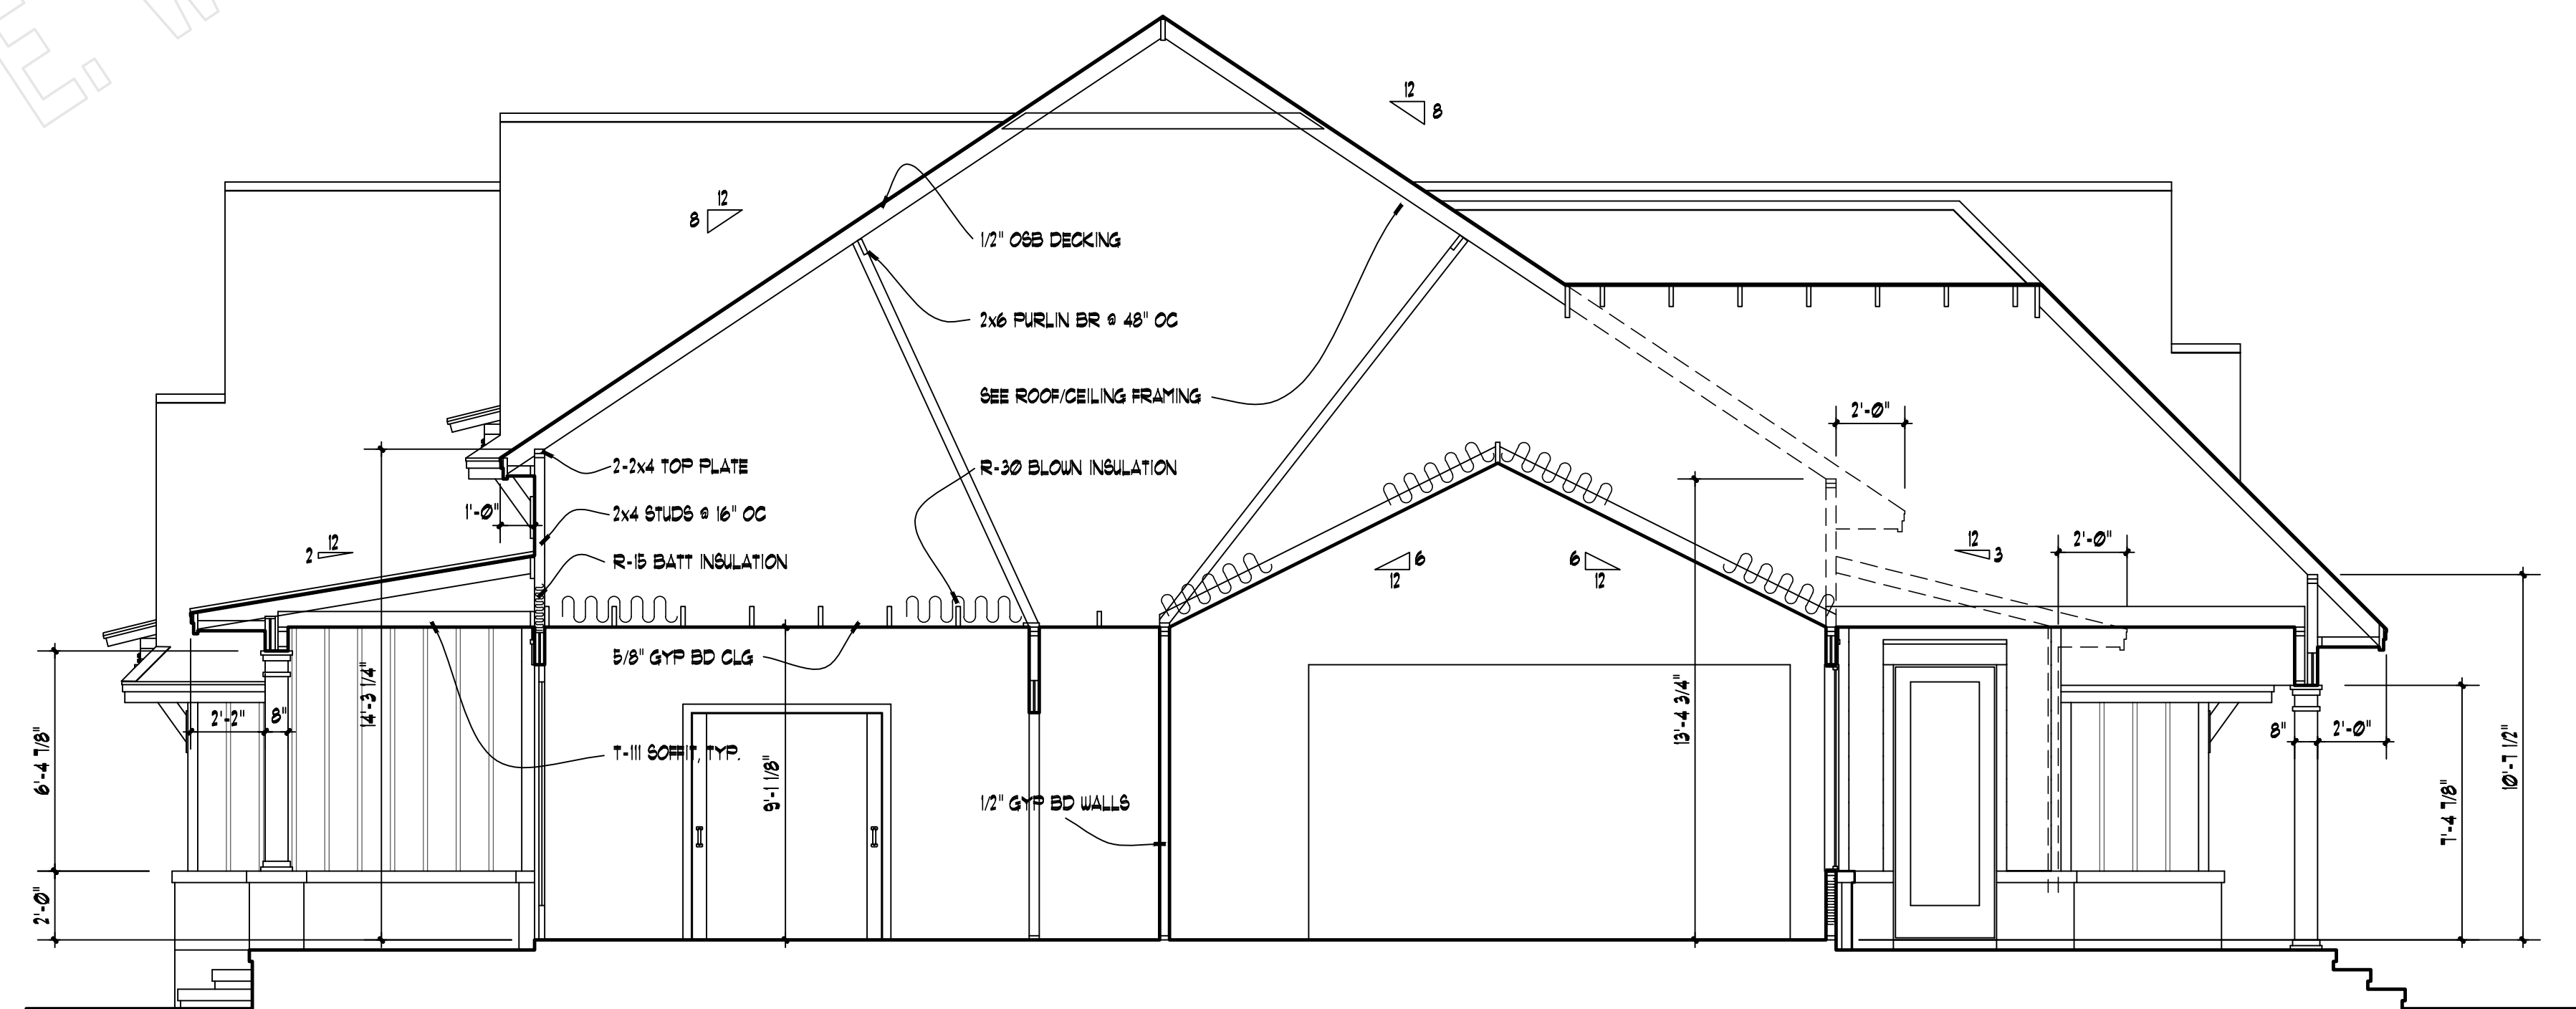 E. W
12
8
12
8
1/2" OSB DECKING
2x6 PURLIN BR @ 48" OC
SEE ROOF/CEILING FRAMING
2'-0"
2-2x4 TOP PLATE
R-30 BLOWN INSULATION
1'-0"
2x4 STUDS @ 16" OC
12
2
R-15 BATT INSULATION
6
12
6
12
12
3
2'-0"
5/8" GYP BD CLG
14'-3 1/4"
13'-4 3/4"
2'-2"
8"
8"
2'-0"
6'-4 7/8"
T-111 SOFFIT, TYP.
9'-1 1/8"
10'-7 1/2"
1/2" GYP BD WALLS
7'-4 7/8"
2'-0"